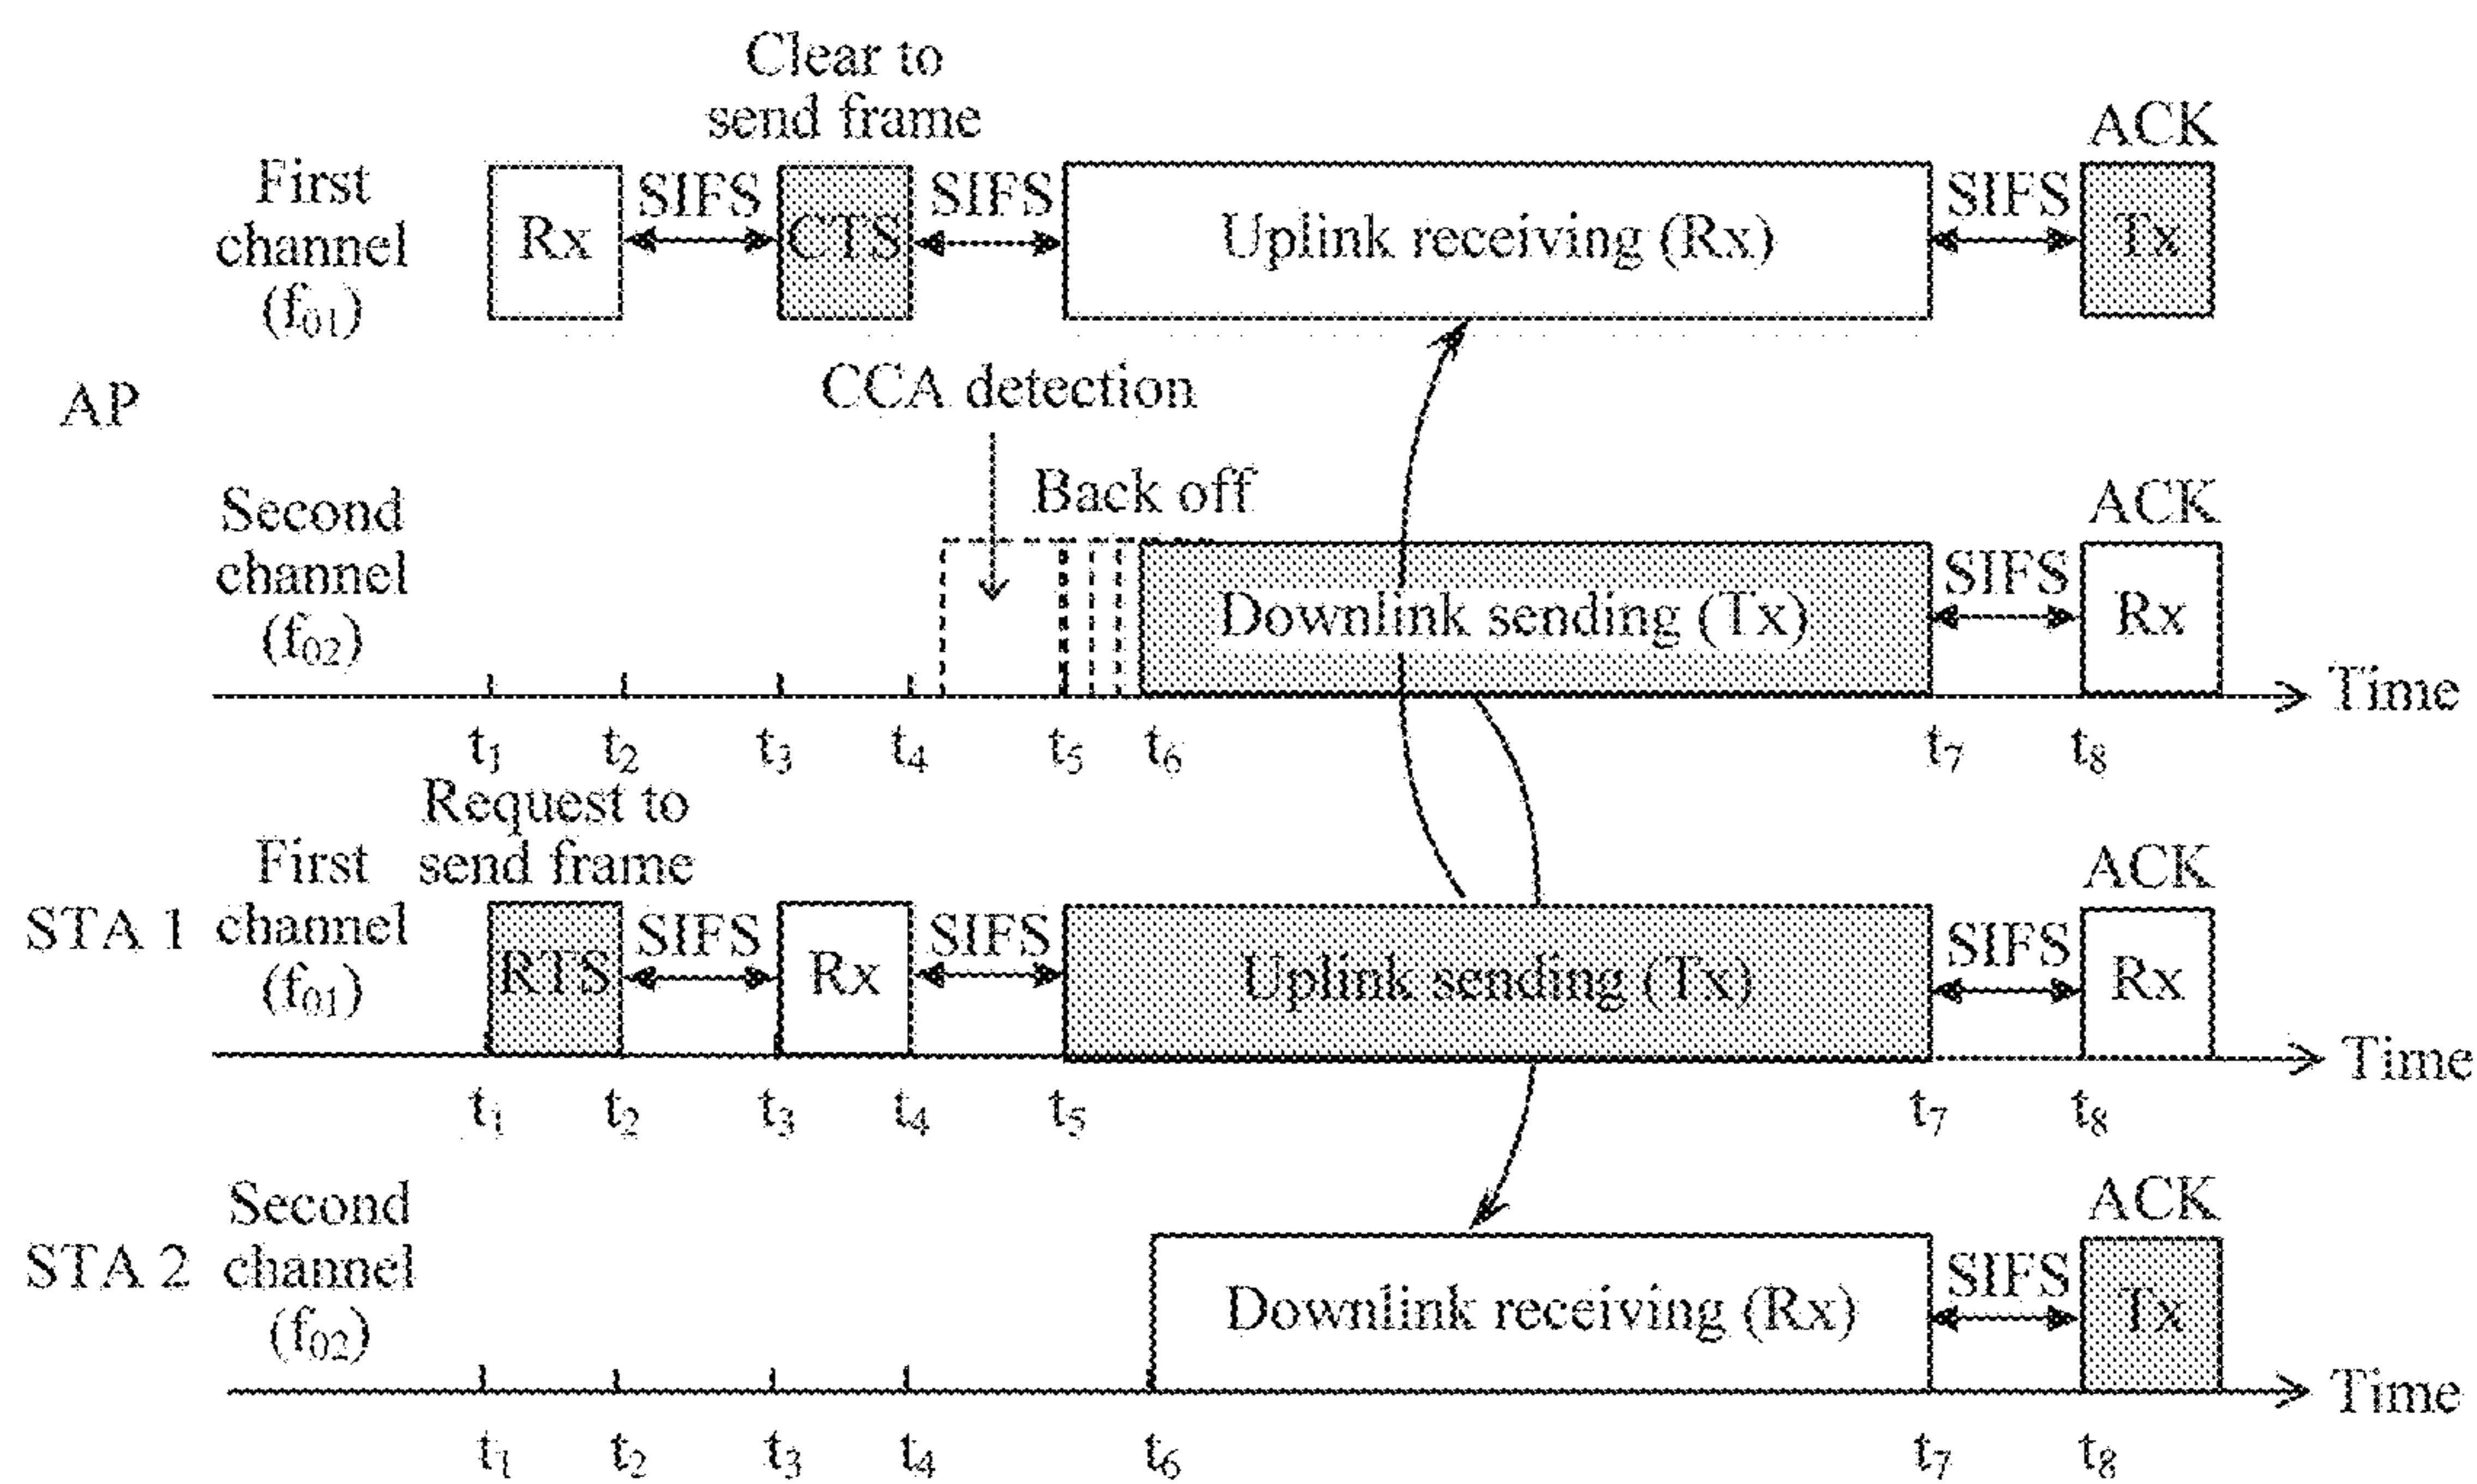 Clear to
send frame
ACK
First
channel
(f01)
Rx
SIFS
CTS
SIFS
Uplink receiving (Rx)
SIFS
Tx
AP
CCA detection
Back off
Second
channel
(f02)
Downlink sending (Tx)
SIFS
ACK
Rx
Time
t1 t2 t3 t4 t5 t6 t7 t8
Request to
send frame
STA 1
First
channel
(f01)
RTS
SIFS
Rx
SIFS
Uplink sending (Tx)
SIFS
ACK
Rx
Time
t1 t2 t3 t4 t5 t7 t8
STA 2
Second
channel
(f02)
Downlink receiving (Rx)
SIFS
ACK
Tx
Time
t1 t2 t3 t4 t6 t7 t8